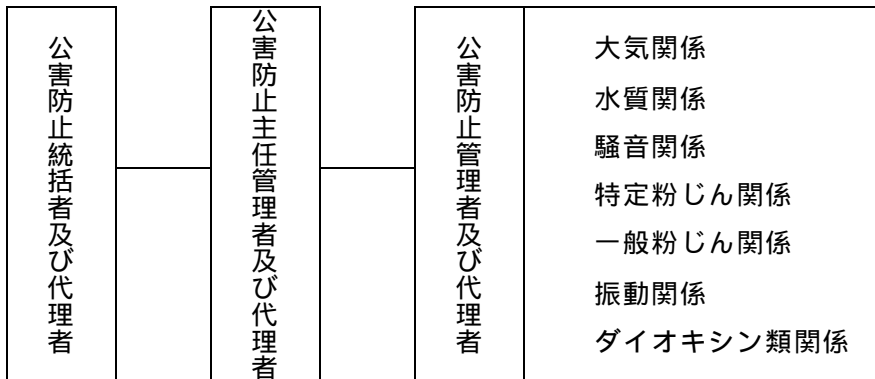 公害防止統括者及び代理者
公害防止主任管理者及び代理者
公害防止管理者及び代理者
大気関係
水質関係
騒音関係
特定粉じん関係
一般粉じん関係
振動関係
ダイオキシン類関係